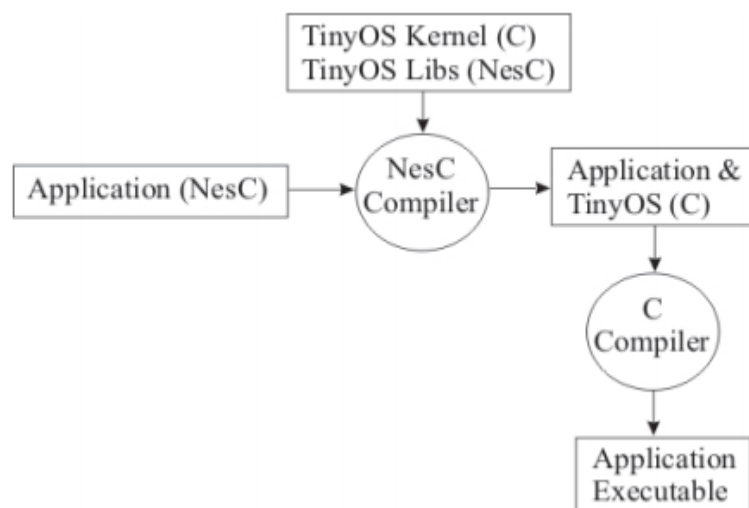 TinyOS Kernel (C)
TinyOS Libs (NesC)
Application (NesC)
NesC
Compiler
Application &
TinyOS (C)
C
Compiler
Application
Executable